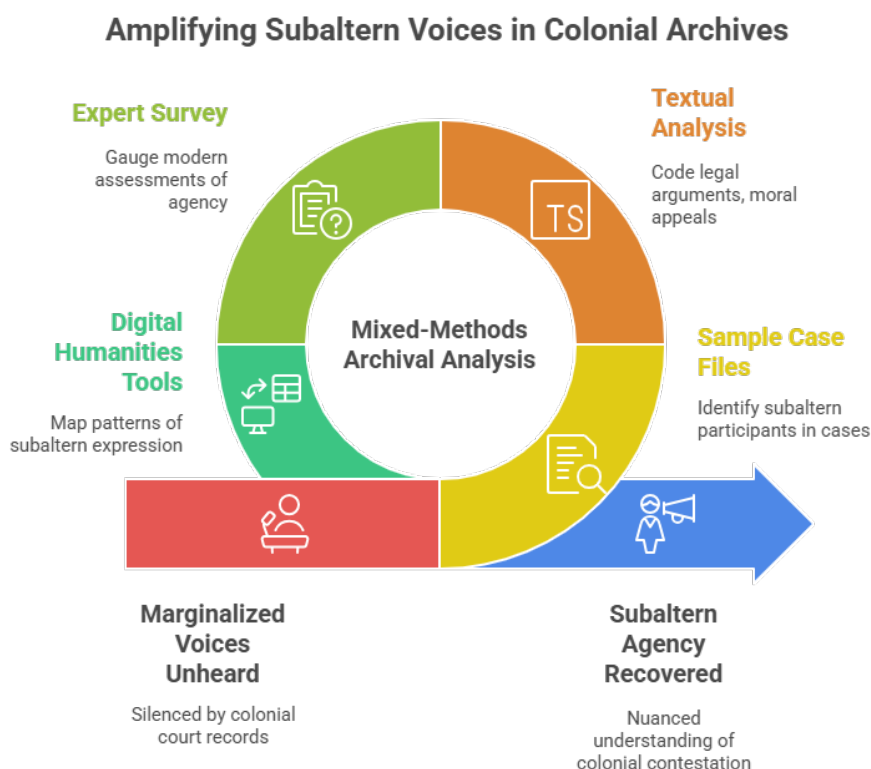 Amplifying Subaltern Voices in Colonial Archives
Expert Survey
Gauge modern
assessments of
agency
Textual
Analysis
Code legal
arguments, moral
appeals
TS
Digital
Humanities
Tools
Map patterns of
subaltern expression
Mixed-Methods
Archival Analysis
Sample Case
Files
Identify subaltern
participants in cases
Marginalized
Voices
Unheard
Silenced by colonial
court records
Subaltern
Agency
Recovered
Nuanced
understanding of
colonial contestation